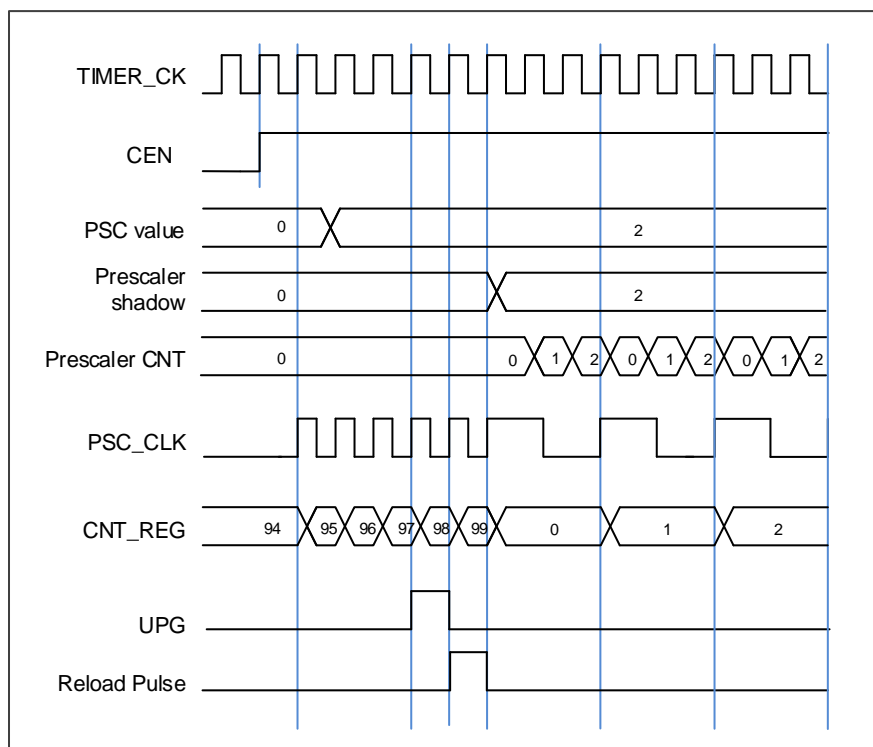 TIMER_CK
CEN
PSC value 0 2
Prescaler
shadow 0 2
Prescaler CNT 0 0 1 2 0 1 2 0 1 2
PSC_CLK
CNT_REG 94 95 96 97 98 99 0 1 2
UPG
Reload Pulse